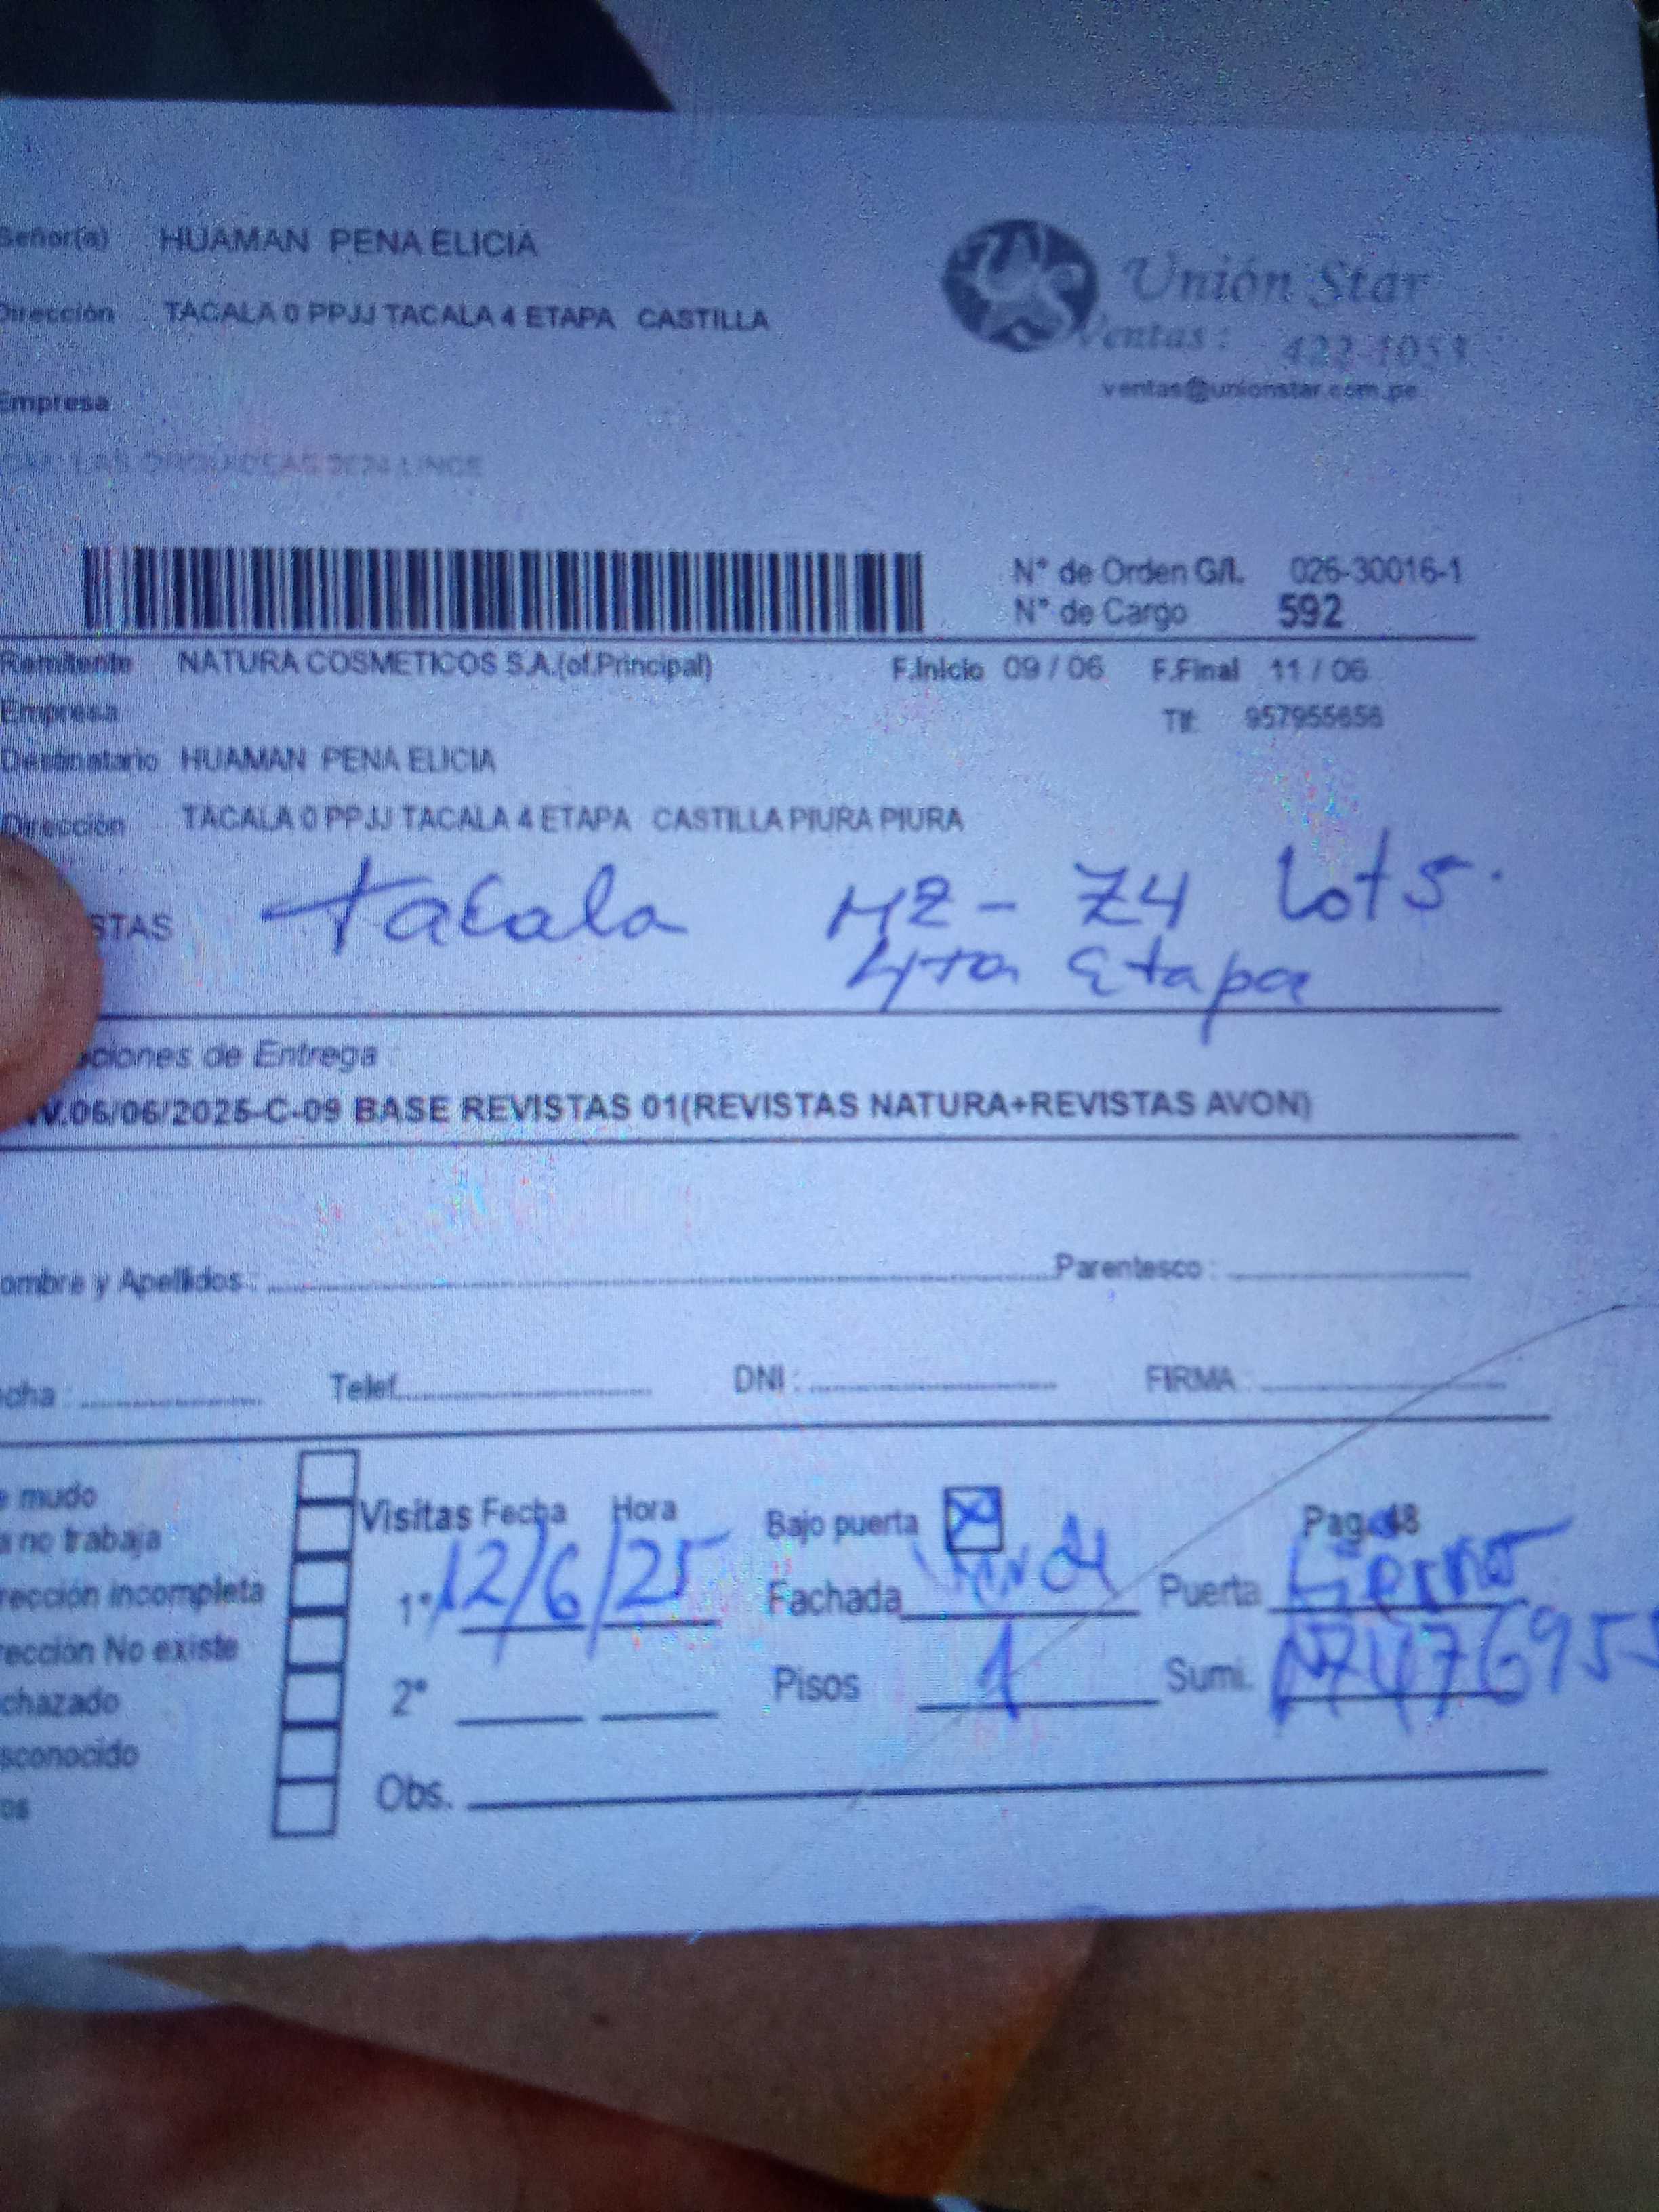 Señor(a) HUAMAN PENA ELICIA
Dirección TACALA 0 PPJJ TACALA 4 ETAPA CASTILLA
Unión Star
Ventas: 422-1053
ventas@unionstar.com.pe
Empresa
N° de Orden G/I. 026-30016-1
N° de Cargo 592
Remitente NATURA COSMETICOS S.A.(of.Principal) F.Inicio 09 / 06 F.Final 11 / 06
Empresa Tlf: 957955656
Destinatario HUAMAN PENA ELICIA
Dirección TACALA 0 PPJJ TACALA 4 ETAPA CASTILLA PIURA PIURA
STAS tacala Mz - Z4 Lot 5.
4ta Etapa
ciones de Entrega :
V.06/06/2025-C-09 BASE REVISTAS 01(REVISTAS NATURA+REVISTAS AVON)
ombre y Apellidos: Parentesco :
cha : Telef. DNI : FIRMA :
mudo
no trabaja
rección incompleta
ección No existe
chazado
sconocido
os
Visitas Fecha Hora Bajo puerta X Pag. 48
1° 12/6/25 Fachada Puerta
2° Pisos 1 Sumi.
Obs.